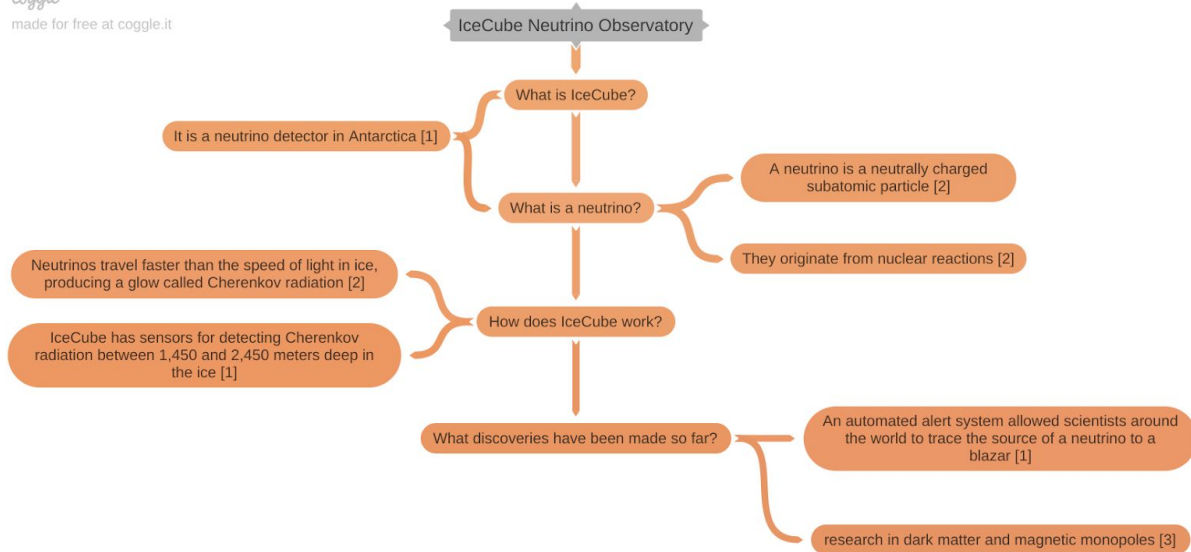 coggle
made for free at coggle.it
IceCube Neutrino Observatory
What is IceCube?
It is a neutrino detector in Antarctica [1]
What is a neutrino?
A neutrino is a neutrally charged
subatomic particle [2]
They originate from nuclear reactions [2]
How does IceCube work?
Neutrinos travel faster than the speed of light in ice,
producing a glow called Cherenkov radiation [2]
IceCube has sensors for detecting Cherenkov
radiation between 1,450 and 2,450 meters deep in
the ice [1]
What discoveries have been made so far?
An automated alert system allowed scientists around
the world to trace the source of a neutrino to a
blazar [1]
research in dark matter and magnetic monopoles [3]